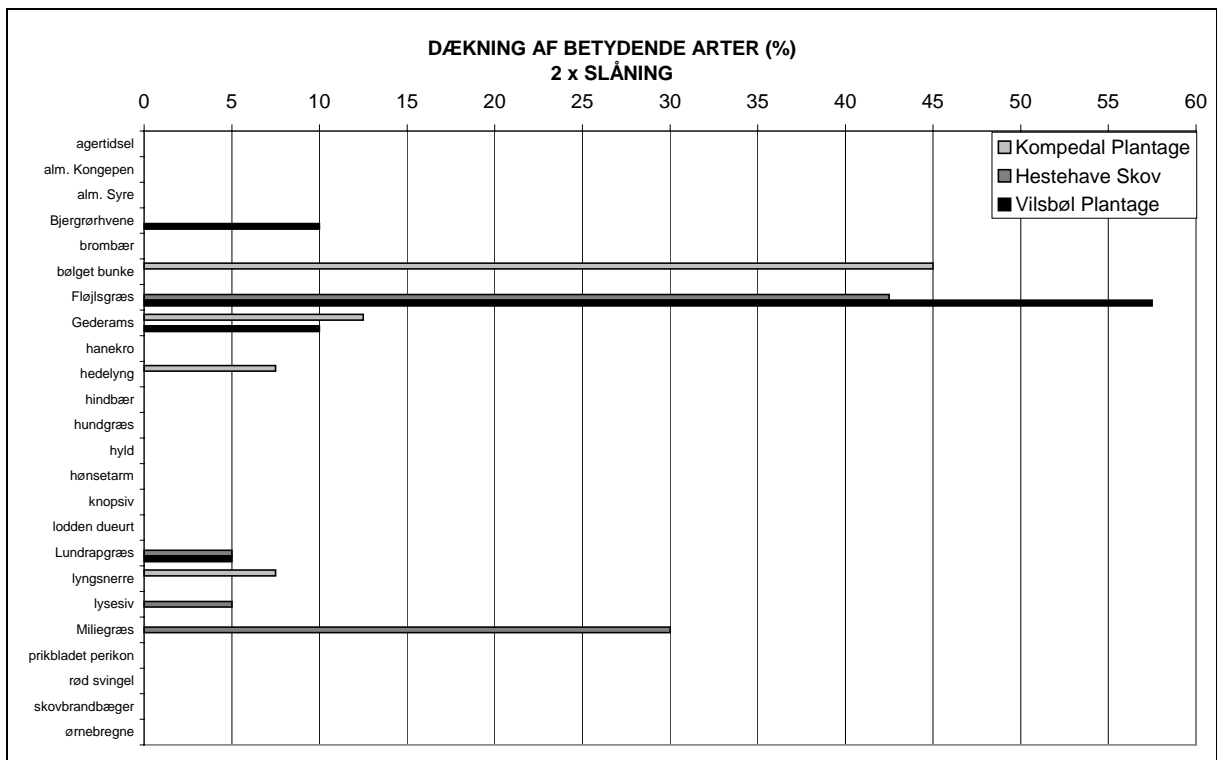 DÆKNING AF BETYDENDE ARTER (%)
2 x SLÅNING
0 5 10 15 20 25 30 35 40 45 50 55 60
agertidsel
alm. Kongepen
alm. Syre
Bjergrørhvene
brombær
bølget bunke
Fløjlsgræs
Gederams
hanekro
hedelyng
hindbær
hundgræs
hyld
hønsetarm
knopsiv
lodden dueurt
Lundrapgræs
lyngsnerre
lysesiv
Miliegræs
prikbladet perikon
rød svingel
skovbrandbæger
ørnebregne
Kompedal Plantage
Hestehave Skov
Vilsbøl Plantage